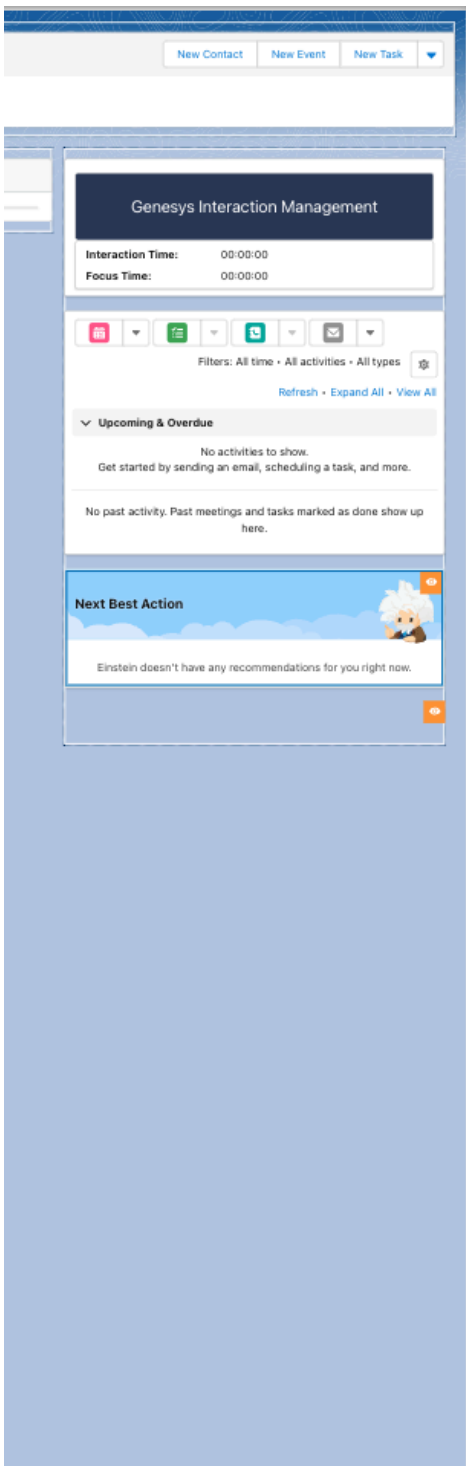 New Contact New Event New Task
Genesys Interaction Management
Interaction Time: 00:00:00
Focus Time: 00:00:00
Filters: All time • All activities • All types
Refresh • Expand All • View All
Upcoming & Overdue
No activities to show.
Get started by sending an email, scheduling a task, and more.
No past activity. Past meetings and tasks marked as done show up
here.
Next Best Action
Einstein doesn't have any recommendations for you right now.